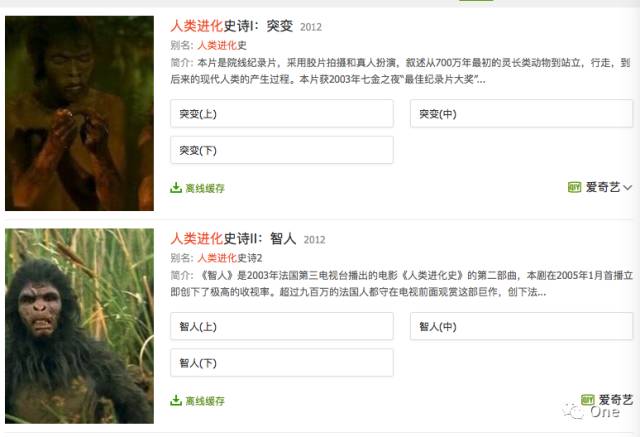 人类进化史诗I：突变 2012
别名: 人类进化史
简介: 本片是院线纪录片，采用胶片拍摄和真人扮演，叙述从700万年最初的灵长类动物到站立，行走，到
后来的现代人类的产生过程。本片获2003年七金之夜“最佳纪录片大奖”...
突变(上) 突变(中)
突变(下)
离线缓存 爱奇艺
人类进化史诗II：智人 2012
别名: 人类进化史诗2
简介: 《智人》是2003年法国第三电视台播出的电影《人类进化史》的第二部曲，本剧在2005年1月首播立
即创下了极高的收视率。超过九百万的法国人都守在电视前面观赏这部巨作，创下法...
智人(上) 智人(中)
智人(下)
离线缓存 爱奇艺
One